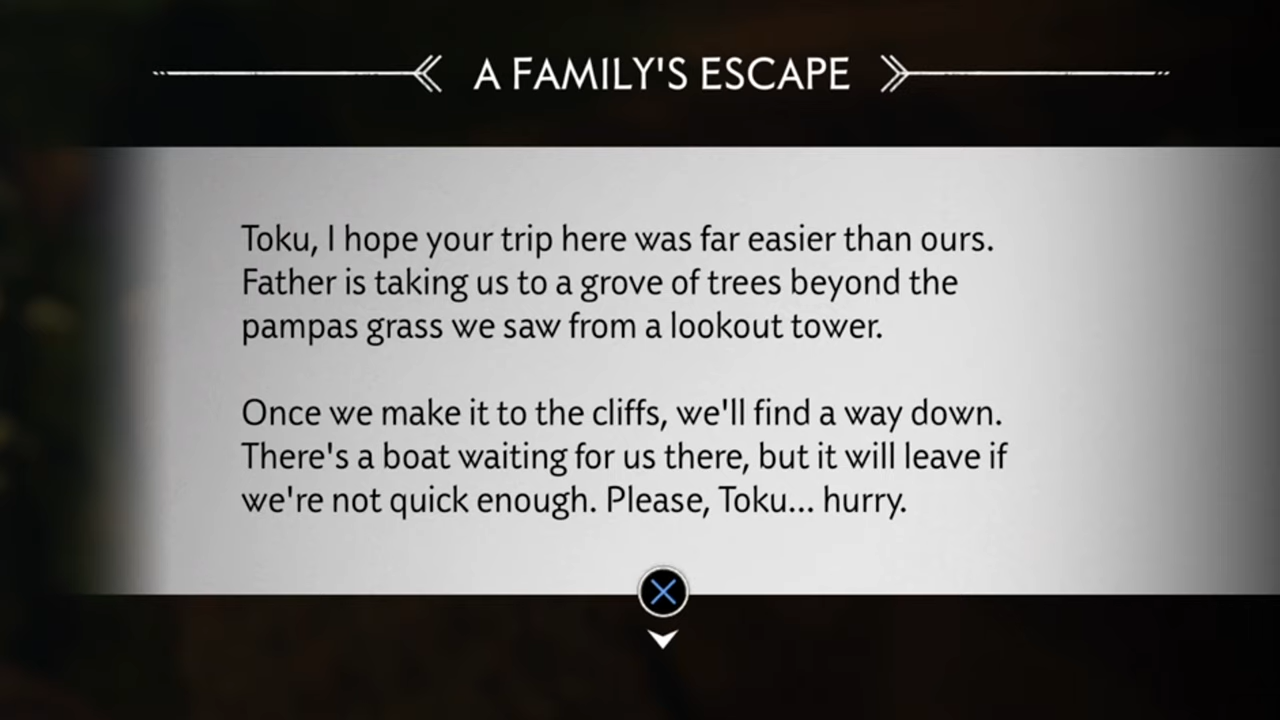 A FAMILY'S ESCAPE
Toku, I hope your trip here was far easier than ours.
Father is taking us to a grove of trees beyond the
pampas grass we saw from a lookout tower.
Once we make it to the cliffs, we'll find a way down.
There's a boat waiting for us there, but it will leave if
we're not quick enough. Please, Toku... hurry.